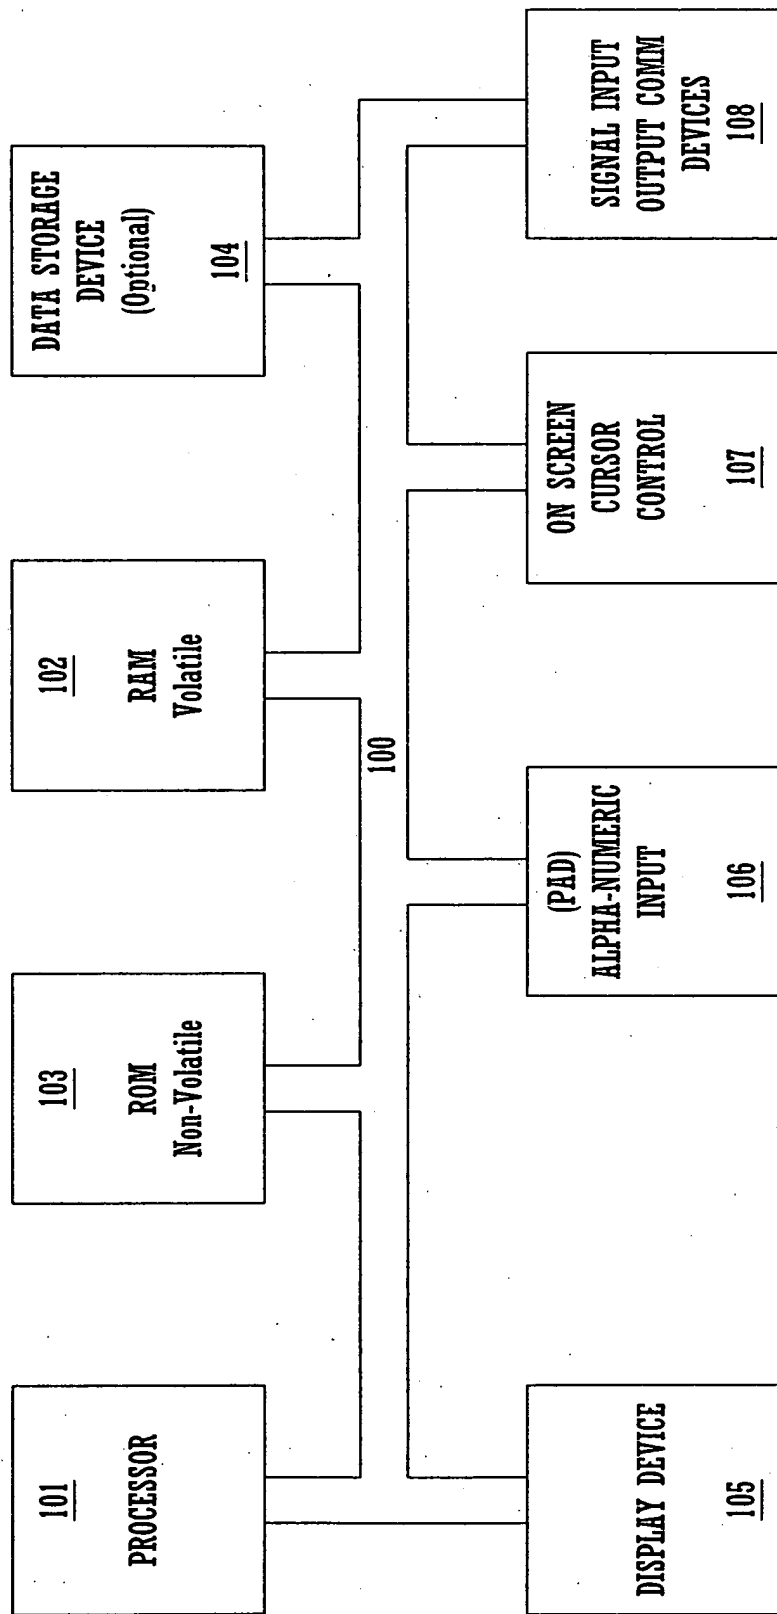 101
PROCESSOR
103
ROM
Non-Volatile
102
RAM
Volatile
DATA STORAGE
DEVICE
(Optional)
104
100
DISPLAY DEVICE
105
(PAD)
ALPHA-NUMERIC
INPUT
106
ON SCREEN
CURSOR
CONTROL
107
SIGNAL INPUT
OUTPUT COMM
DEVICES
108